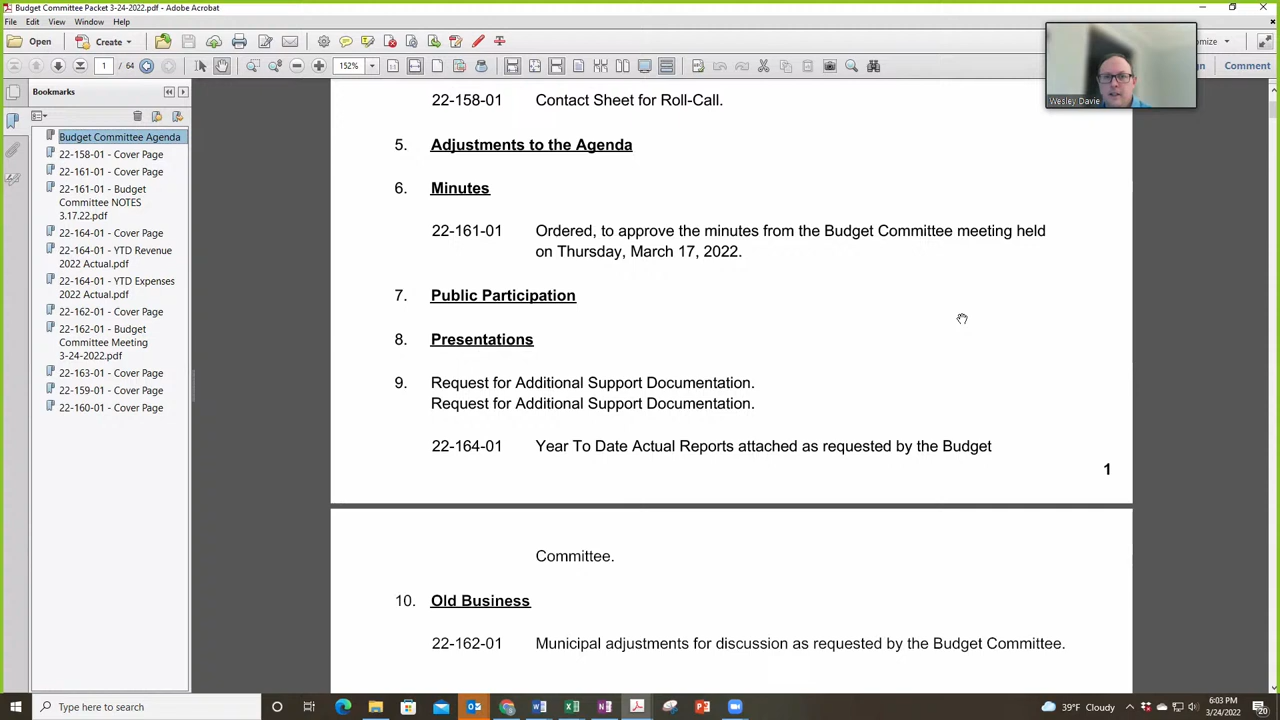 Budget Committee Packet 3-24-2022.pdf - Adobe Acrobat
File Edit View Window Help
Open Create
1 / 64 152%
Comment
Wesley Davie
Bookmarks
Budget Committee Agenda
22-158-01 - Cover Page
22-161-01 - Cover Page
22-161-01 - Budget
Committee NOTES
3.17.22.pdf
22-164-01 - Cover Page
22-164-01 - YTD Revenue
2022 Actual.pdf
22-164-01 - YTD Expenses
2022 Actual.pdf
22-162-01 - Cover Page
22-162-01 - Budget
Committee Meeting
3-24-2022.pdf
22-163-01 - Cover Page
22-159-01 - Cover Page
22-160-01 - Cover Page
22-158-01 Contact Sheet for Roll-Call.
5. Adjustments to the Agenda
6. Minutes
22-161-01 Ordered, to approve the minutes from the Budget Committee meeting held
on Thursday, March 17, 2022.
7. Public Participation
8. Presentations
9. Request for Additional Support Documentation.
Request for Additional Support Documentation.
22-164-01 Year To Date Actual Reports attached as requested by the Budget
1
Committee.
10. Old Business
22-162-01 Municipal adjustments for discussion as requested by the Budget Committee.
Type here to search
39°F Cloudy
6:03 PM
3/24/2022
20